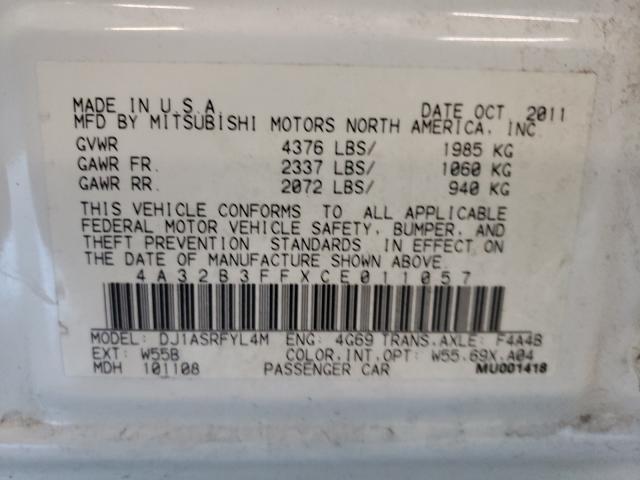 MADE IN U.S.A. DATE OCT, 2011
MFD BY MITSUBISHI MOTORS NORTH AMERICA, INC.
GVWR 4376 LBS/ 1985 KG
GAWR FR. 2337 LBS/ 1060 KG
GAWR RR. 2072 LBS/ 940 KG
THIS VEHICLE CONFORMS TO ALL APPLICABLE
FEDERAL MOTOR VEHICLE SAFETY, BUMPER, AND
THEFT PREVENTION STANDARDS IN EFFECT ON
THE DATE OF MANUFACTURE SHOWN ABOVE.
4A32B3FFXCE011057
MODEL: DJ1ASRFYL4M ENG: 4G69 TRANS.AXLE: F4A4B
EXT: W55B COLOR.INT.OPT: W55.69X.A04
MDH 101108 PASSENGER CAR MU001418